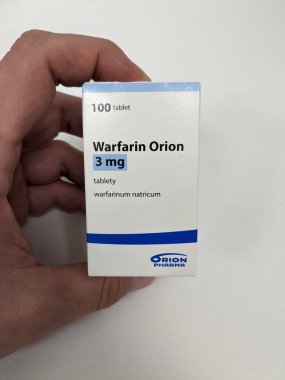 100 tablet
Warfarin Orion
3 mg
tablety
warfarinum natricum
ORION
PHARMA